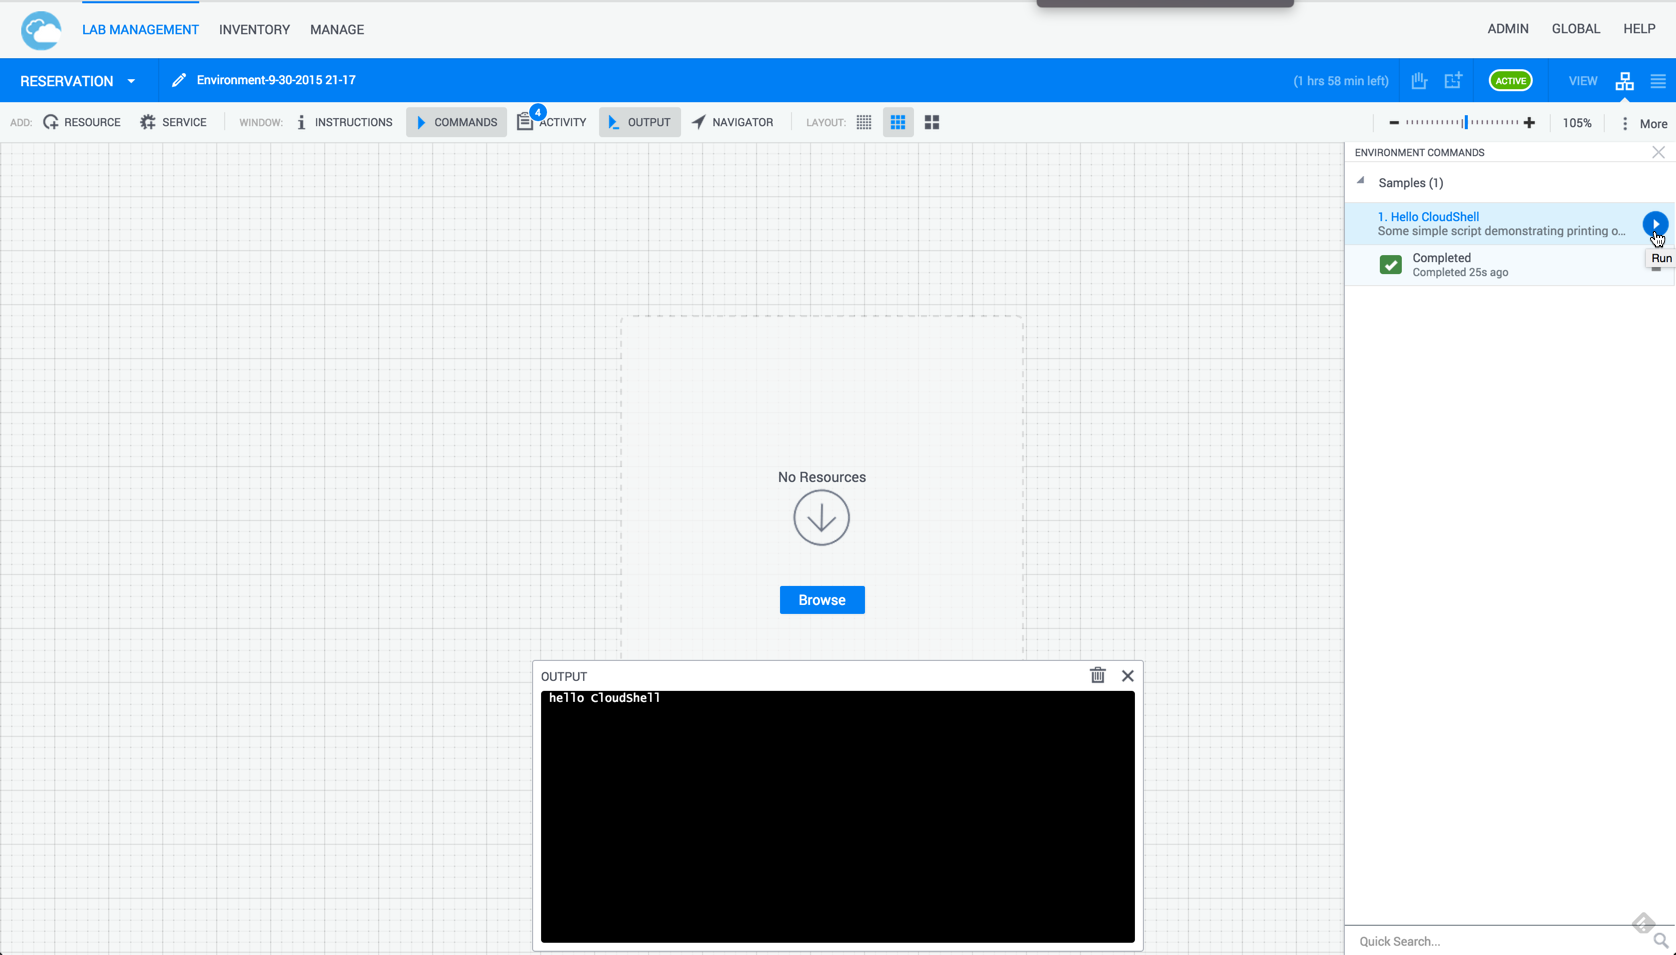 LAB MANAGEMENT INVENTORY MANAGE ADMIN GLOBAL HELP
RESERVATION Environment-9-30-2015 21-17 (1 hrs 58 min left) ACTIVE VIEW
ADD: RESOURCE SERVICE WINDOW: INSTRUCTIONS COMMANDS 4 ACTIVITY OUTPUT NAVIGATOR LAYOUT: 105% More
ENVIRONMENT COMMANDS
Samples (1)
1. Hello CloudShell
Some simple script demonstrating printing o...
Completed
Completed 25s ago
Run
No Resources
Browse
OUTPUT
hello CloudShell
Quick Search...